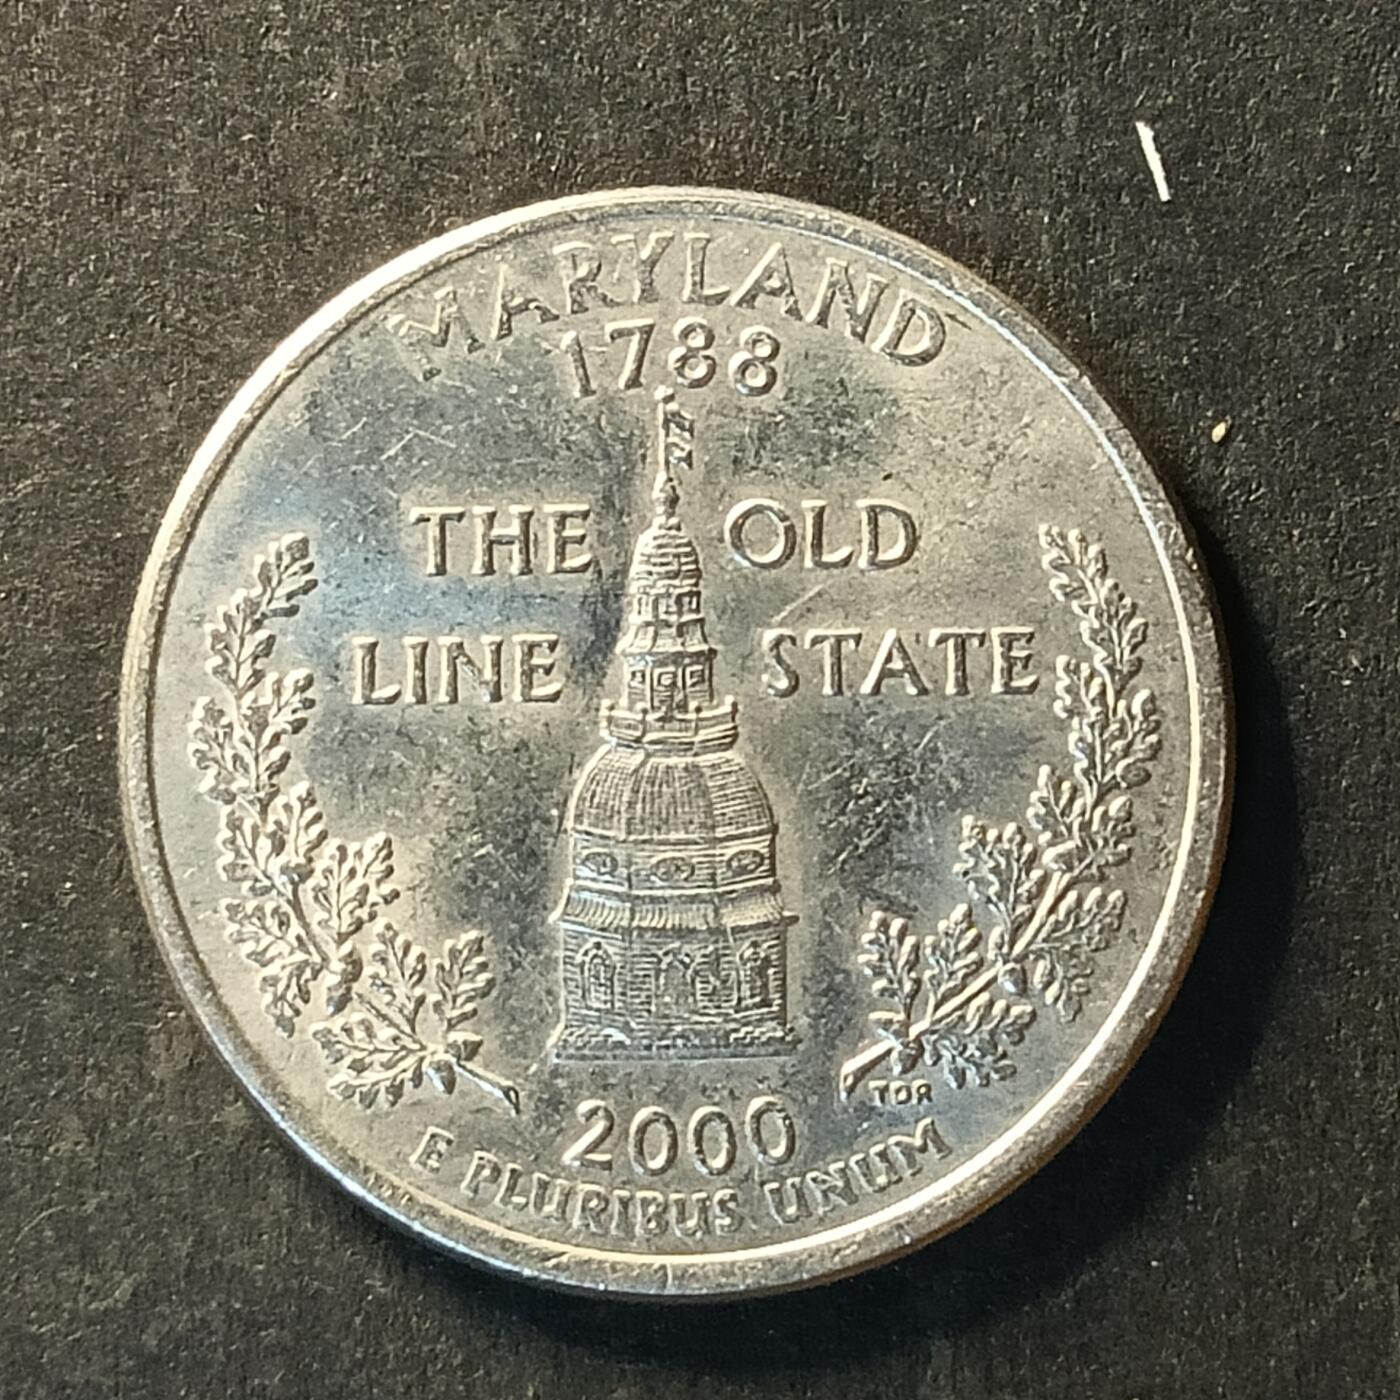 MARYLAND
1788
THE OLD
LINE STATE
TDR
2000
E PLURIBUS UNUM